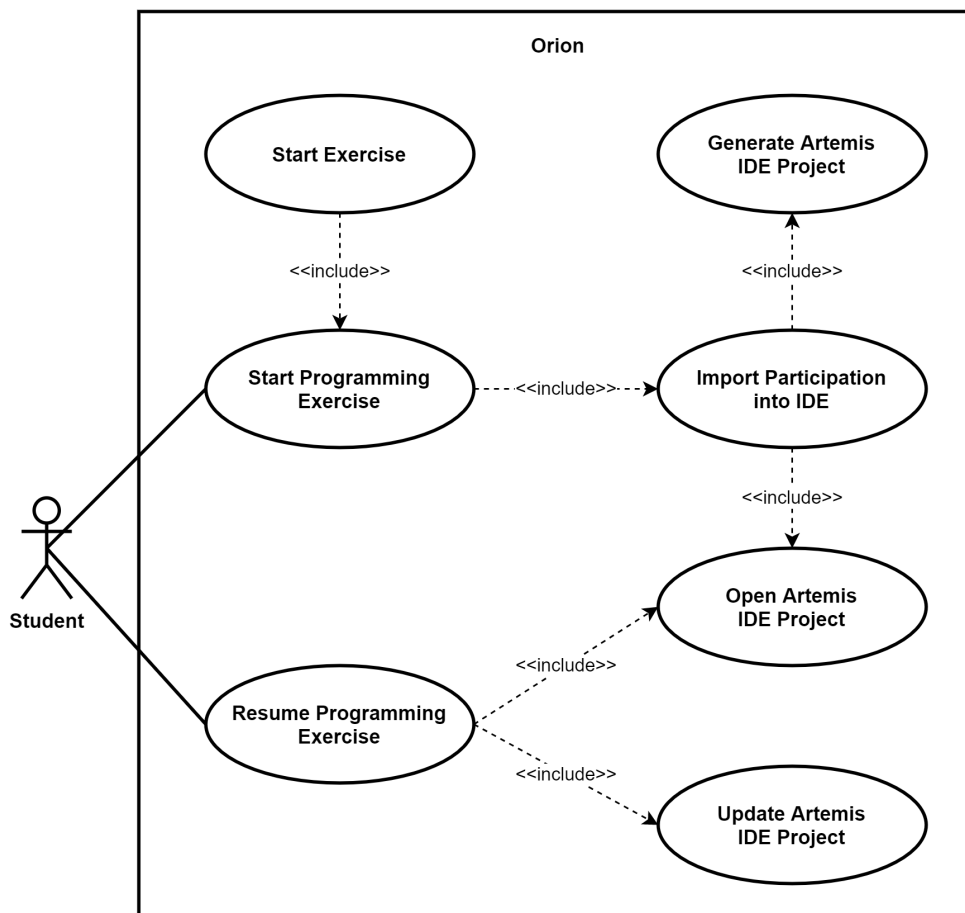 Orion
Start Exercise
Generate Artemis
IDE Project
<<include>>
<<include>>
Start Programming
Exercise
<<include>>
Import Participation
into IDE
<<include>>
Student
Open Artemis
IDE Project
<<include>>
Resume Programming
Exercise
<<include>>
Update Artemis
IDE Project